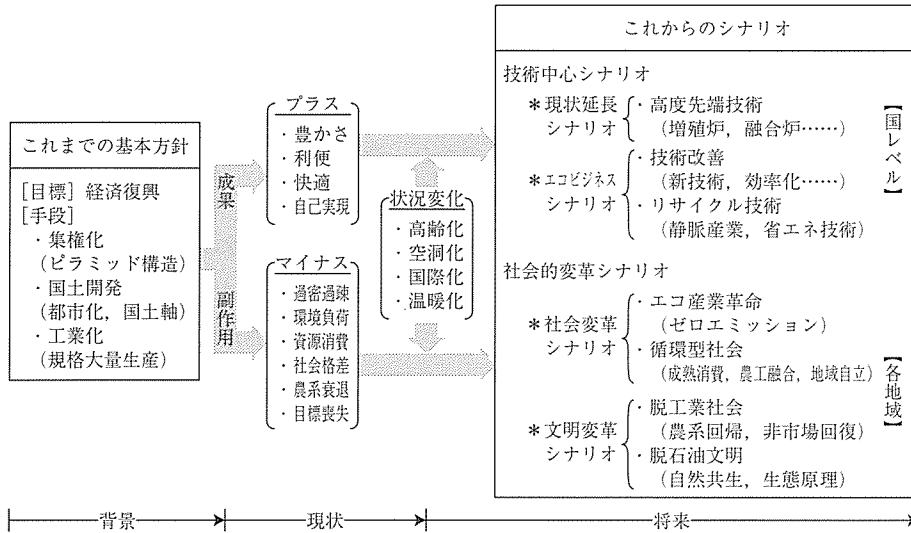 これまでの基本方針
[目標] 経済復興
[手段]
・集権化
(ピラミッド構造)
・国土開発
(都市化，国土軸)
・工業化
(規格大量生産)
成果
副作用
プラス
・豊かさ
・利便
・快適
・自己実現
マイナス
・過密過疎
・環境負荷
・資源消費
・社会格差
・農系衰退
・目標喪失
状況変化
・高齢化
・空洞化
・国際化
・温暖化
これからのシナリオ
技術中心シナリオ
＊現状延長
シナリオ
・高度先端技術
(増殖炉，融合炉……)
＊エコビジネス
シナリオ
・技術改善
(新技術，効率化……)
・リサイクル技術
(静脈産業，省エネ技術)
【国レベル】
社会的変革シナリオ
＊社会変革
シナリオ
・エコ産業革命
(ゼロエミッション)
・循環型社会
(成熟消費，農工融合，地域自立)
＊文明変革
シナリオ
・脱工業社会
(農系回帰，非市場回復)
・脱石油文明
(自然共生，生態原理)
【各地域】
背景
現状
将来